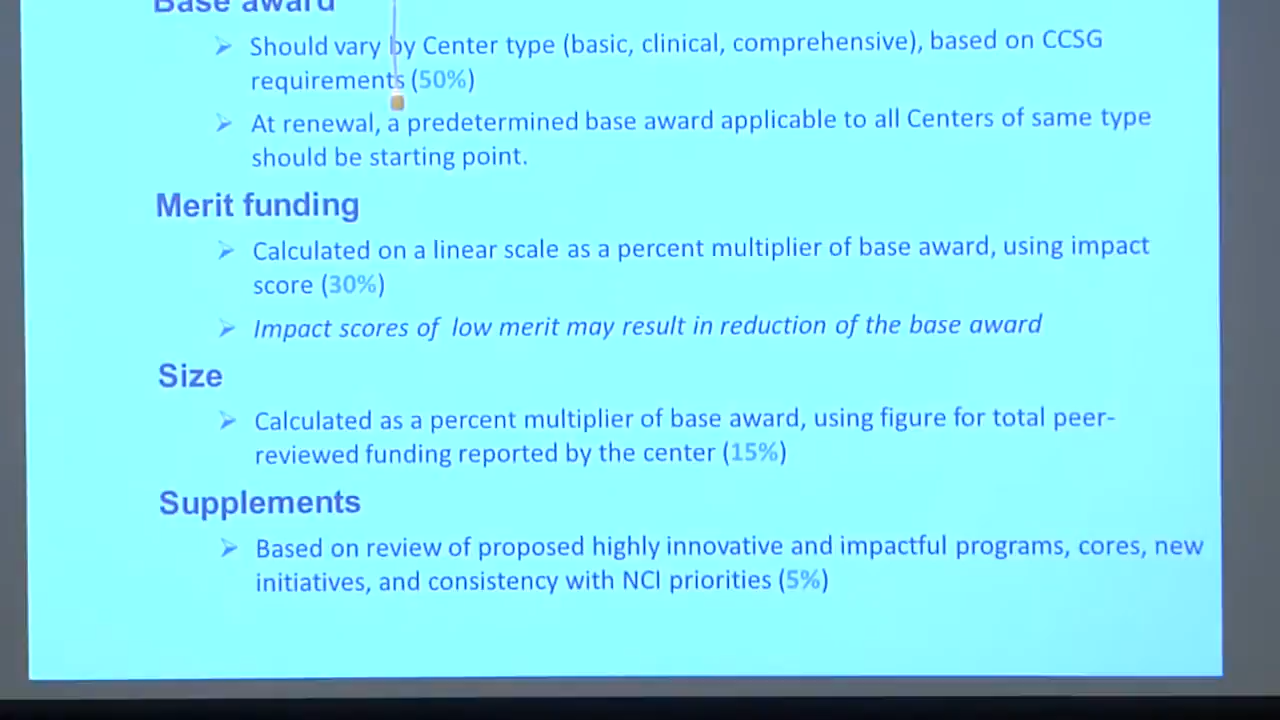 Base award
➢ Should vary by Center type (basic, clinical, comprehensive), based on CCSG
requirements (50%)
➢ At renewal, a predetermined base award applicable to all Centers of same type
should be starting point.
Merit funding
➢ Calculated on a linear scale as a percent multiplier of base award, using impact
score (30%)
➢ Impact scores of low merit may result in reduction of the base award
Size
➢ Calculated as a percent multiplier of base award, using figure for total peer-
reviewed funding reported by the center (15%)
Supplements
➢ Based on review of proposed highly innovative and impactful programs, cores, new
initiatives, and consistency with NCI priorities (5%)